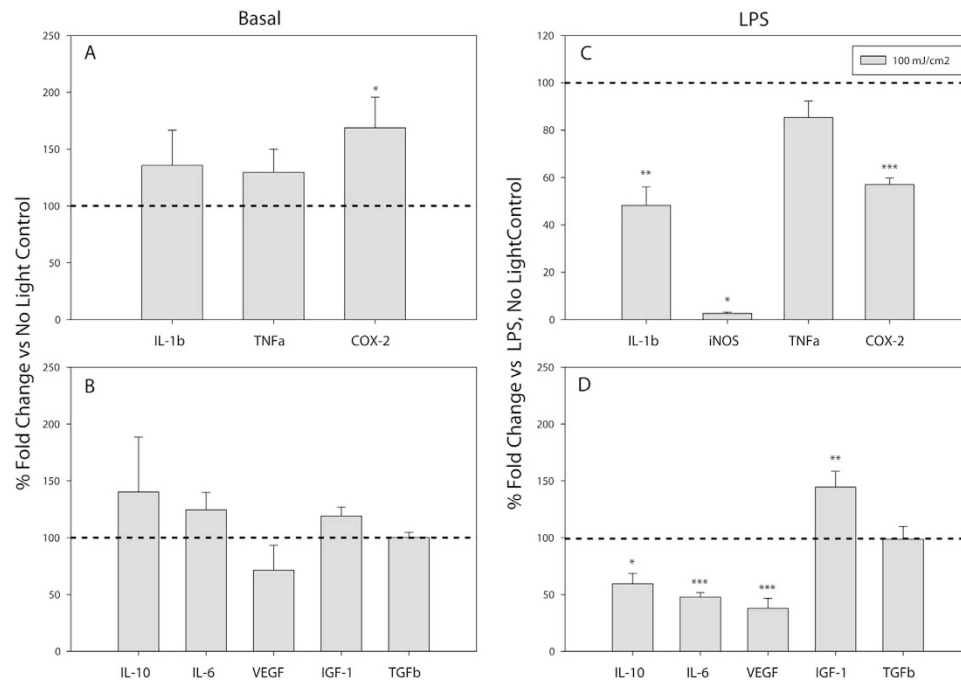 Basal
LPS
% Fold Change vs No Light Control
250
200
150
100
50
0
A
*
IL-1b TNFa COX-2
250
200
150
100
50
0
B
IL-10 IL-6 VEGF IGF-1 TGFb
% Fold Change vs LPS, No LightControl
120
100
80
60
40
20
0
C
100 mJ/cm2
**
*
***
IL-1b iNOS TNFa COX-2
250
200
150
100
50
0
D
*
***
***
**
IL-10 IL-6 VEGF IGF-1 TGFb